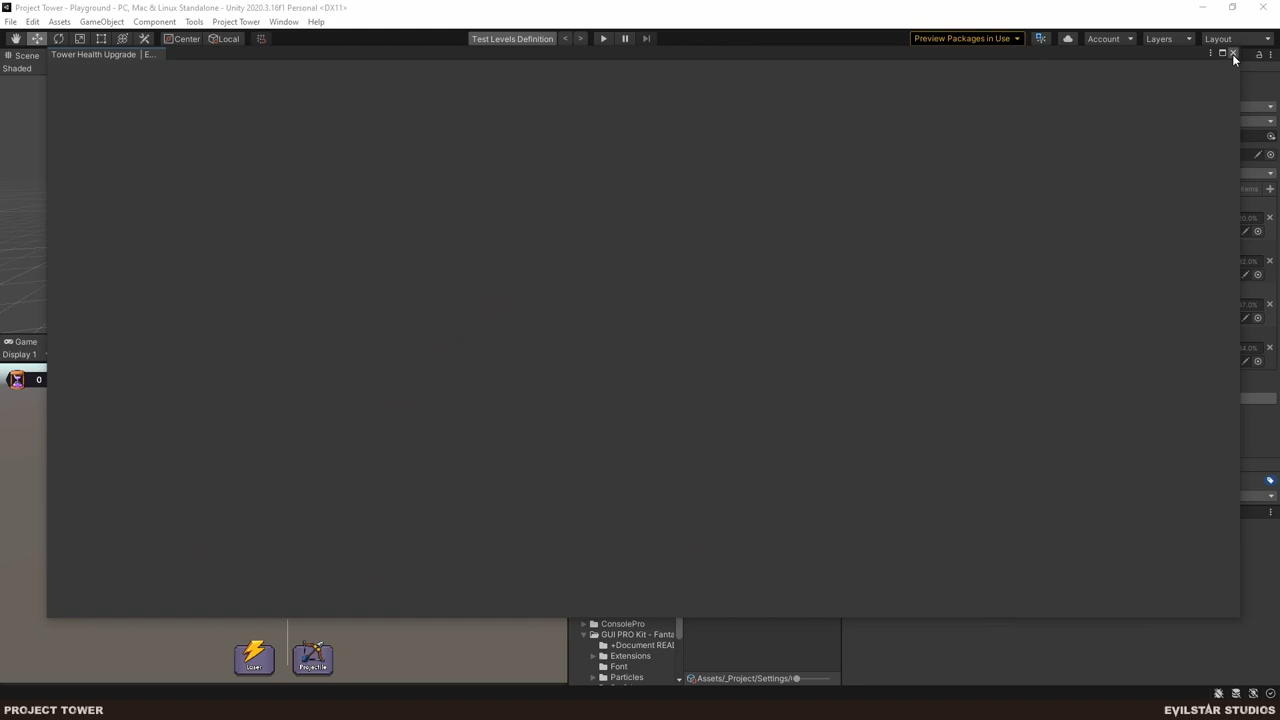 Project Tower - Playground - PC, Mac & Linux Standalone - Unity 2020.3.16f1 Personal <DX11>
File Edit Assets GameObject Component Tools Project Tower Window Help
Center Local Test Levels Definition < > Preview Packages in Use Account Layers Layout
Scene Tower Health Upgrade | E...
Shaded
Game
Display 1
0
ConsolePro
GUI PRO Kit - Fanta
+Document READ
Extensions
Font
Particles
Assets/_Project/Settings/
Laser Projectile
PROJECT TOWER EVILSTAR STUDIOS